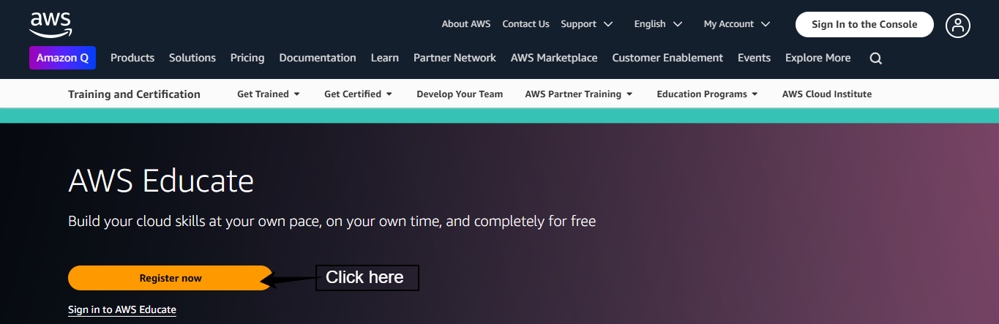 aws
About AWS Contact Us Support English My Account Sign In to the Console
Amazon Q Products Solutions Pricing Documentation Learn Partner Network AWS Marketplace Customer Enablement Events Explore More
Training and Certification Get Trained Get Certified Develop Your Team AWS Partner Training Education Programs AWS Cloud Institute
AWS Educate
Build your cloud skills at your own pace, on your own time, and completely for free
Register now Click here
Sign in to AWS Educate